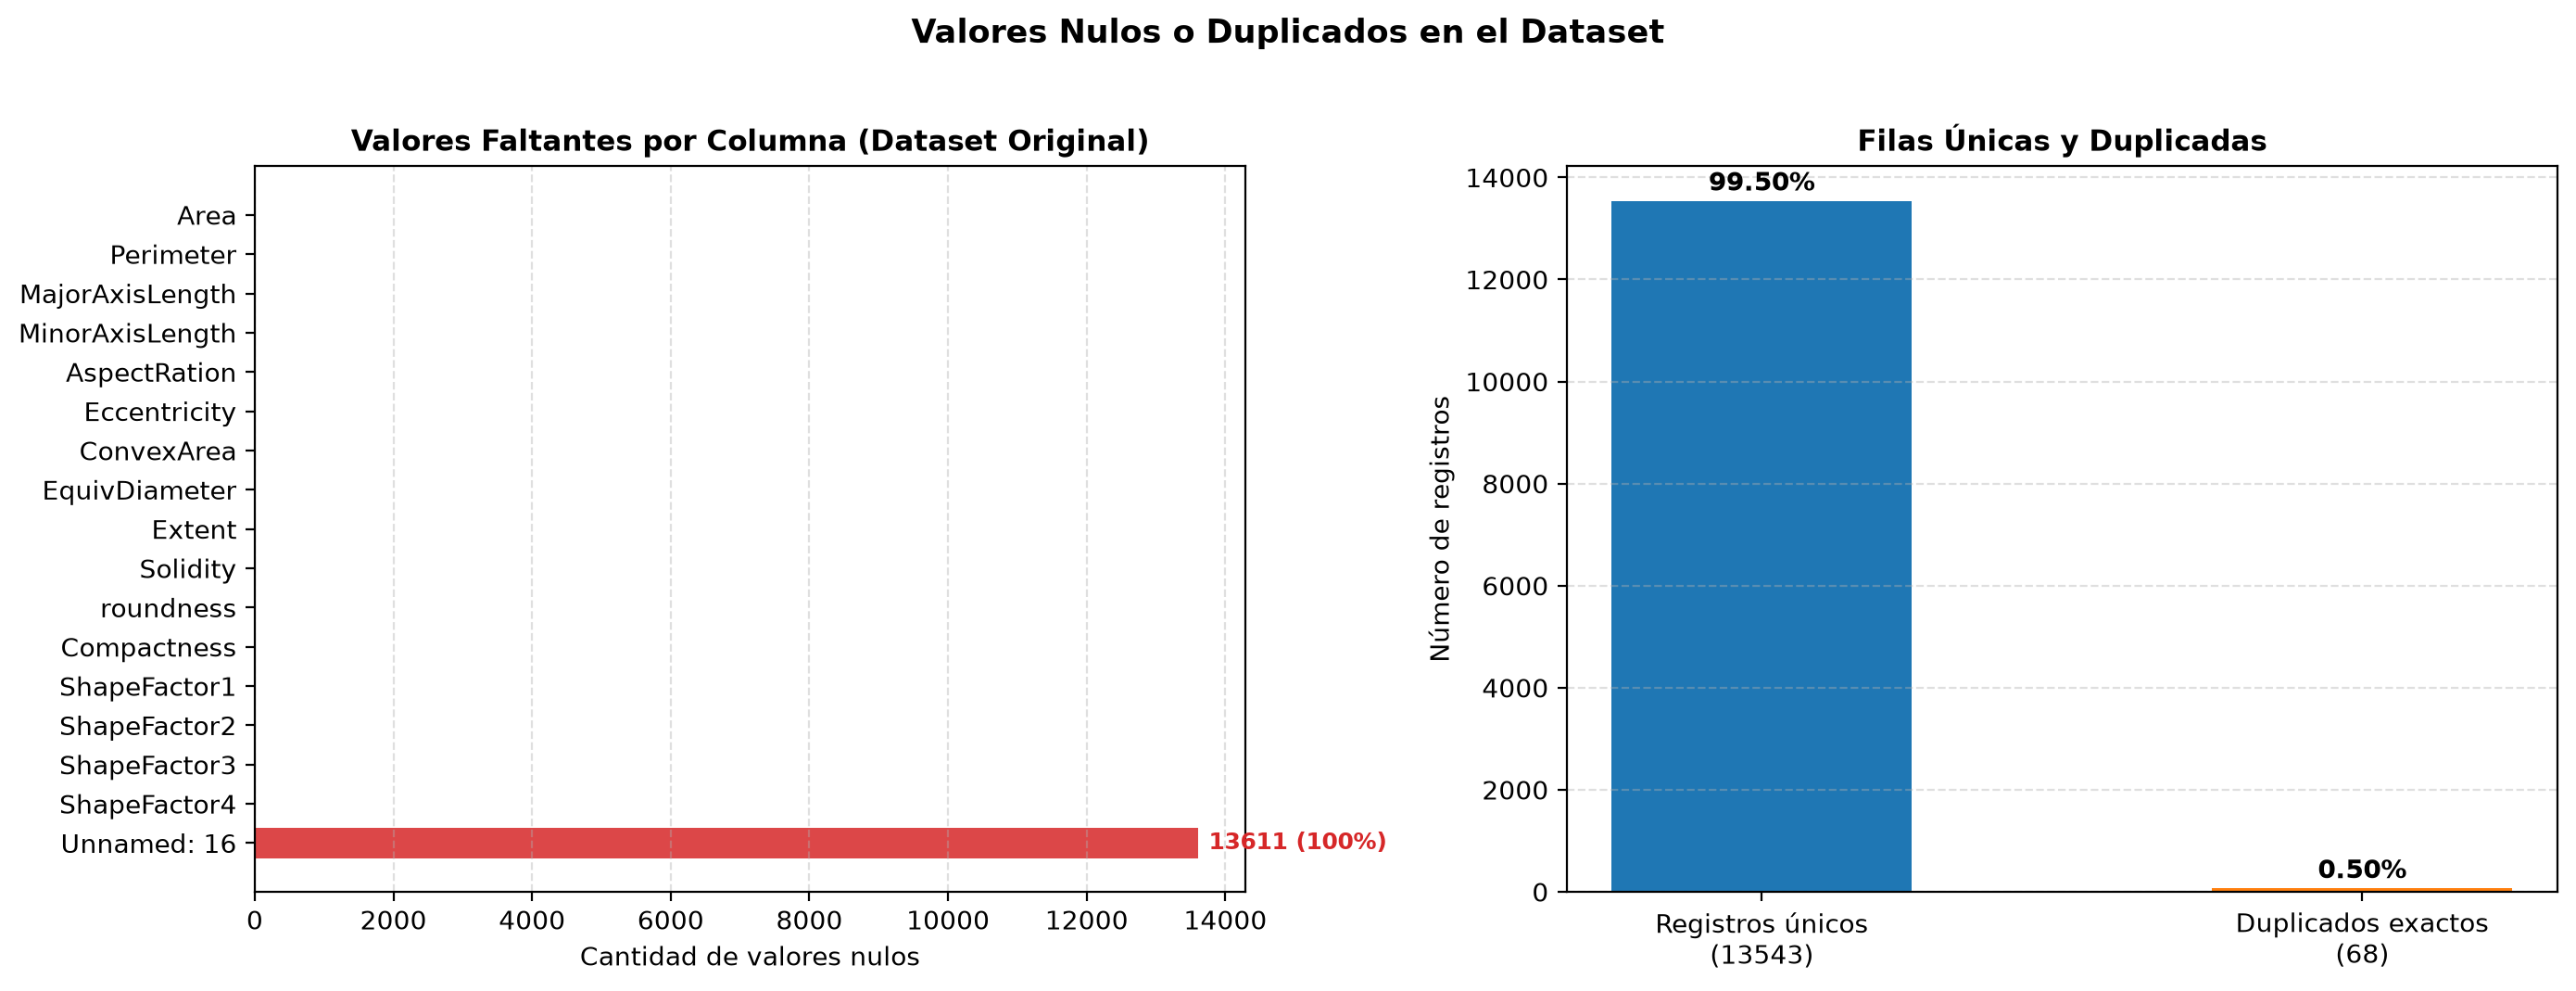 Valores Nulos o Duplicados en el Dataset
Valores Faltantes por Columna (Dataset Original)
Area
Perimeter
MajorAxisLength
MinorAxisLength
AspectRation
Eccentricity
ConvexArea
EquivDiameter
Extent
Solidity
roundness
Compactness
ShapeFactor1
ShapeFactor2
ShapeFactor3
ShapeFactor4
Unnamed: 16
13611 (100%)
0 2000 4000 6000 8000 10000 12000 14000
Cantidad de valores nulos
Filas Únicas y Duplicadas
Número de registros
14000
12000
10000
8000
6000
4000
2000
0
99.50%
0.50%
Registros únicos
(13543)
Duplicados exactos
(68)